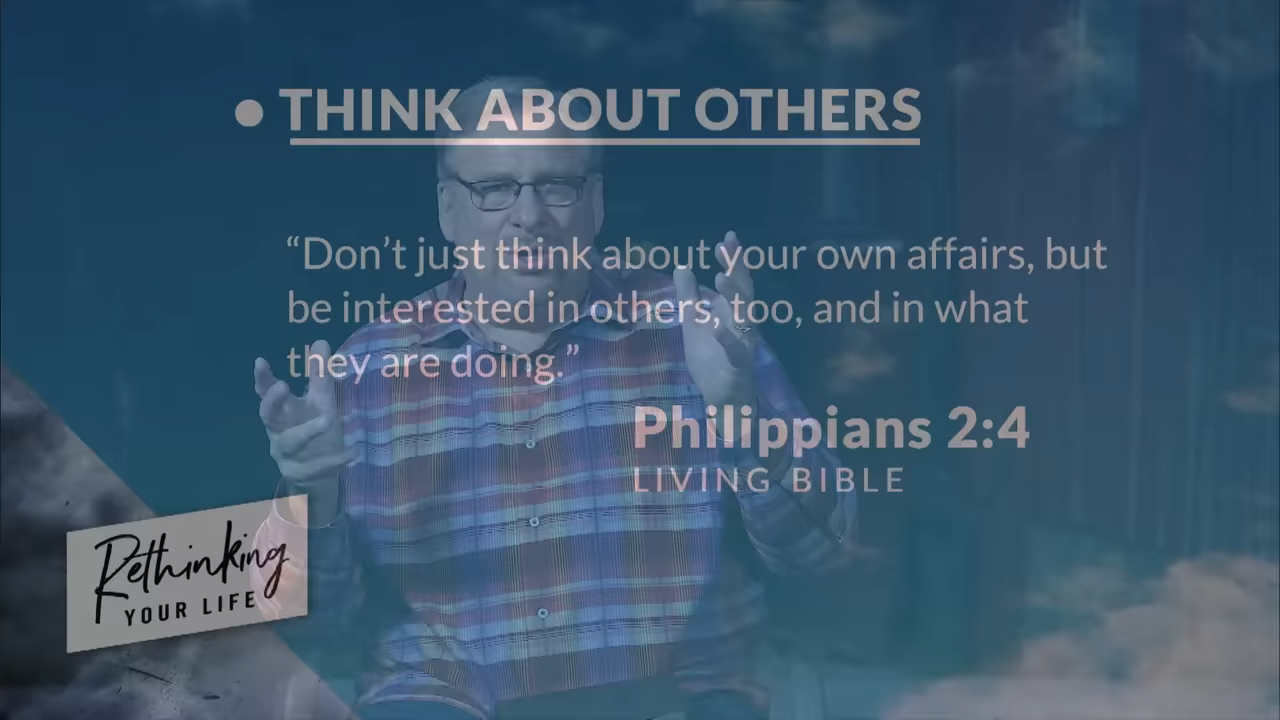 • THINK ABOUT OTHERS
“Don’t just think about your own affairs, but
be interested in others, too, and in what
they are doing.”
Philippians 2:4
LIVING BIBLE
Rethinking
YOUR LIFE